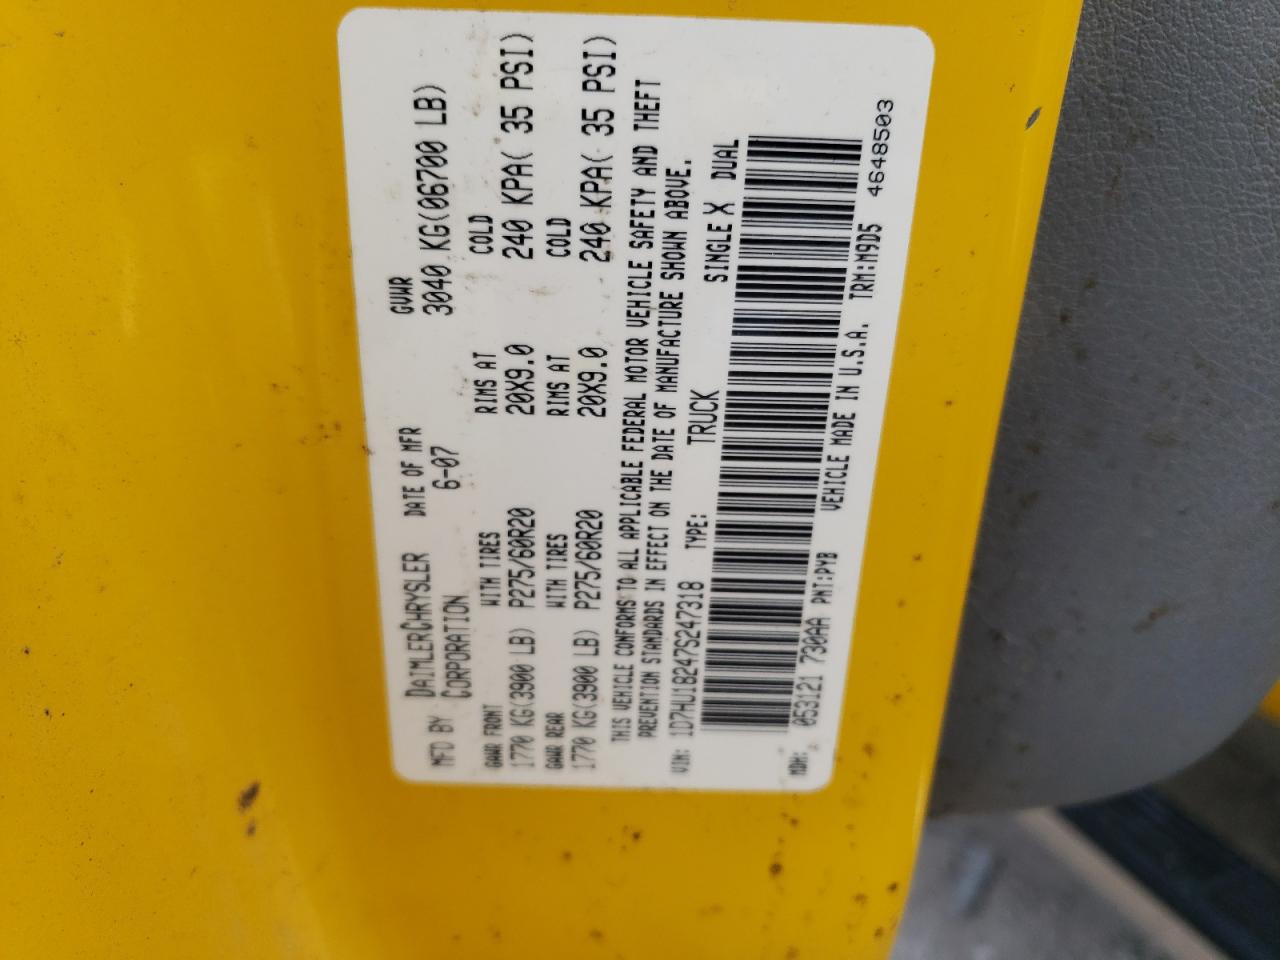 MFD BY DAIMLERCHRYSLER CORPORATION DATE OF MFR 6-07 GVWR 3040 KG(06700 LB)
GAWR FRONT WITH TIRES RIMS AT COLD
1770 KG(3900 LB) P275/60R20 20X9.0 240 KPA( 35 PSI)
GAWR REAR WITH TIRES RIMS AT COLD
1770 KG(3900 LB) P275/60R20 20X9.0 240 KPA( 35 PSI)
THIS VEHICLE CONFORMS TO ALL APPLICABLE FEDERAL MOTOR VEHICLE SAFETY AND THEFT
PREVENTION STANDARDS IN EFFECT ON THE DATE OF MANUFACTURE SHOWN ABOVE.
VIN: 1D7HU18247S247318 TYPE: TRUCK SINGLE X DUAL
MDH: 053121 730AA PNT:PYB VEHICLE MADE IN U.S.A. TRM:M9D5
4648503